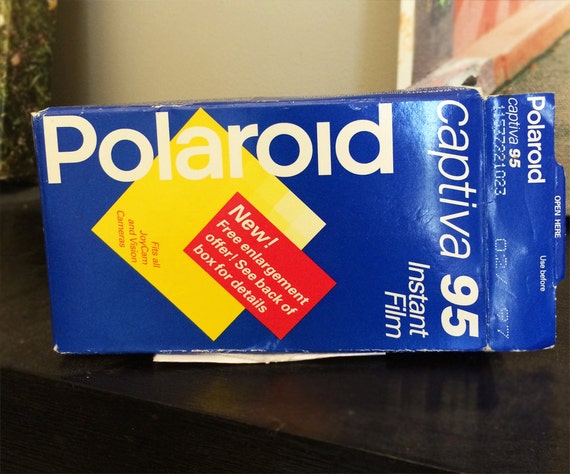 Polaroid
Fits all
JoyCam
and Vision
Cameras
New!
Free enlargement
offer! See back of
box for details
captiva 95
Instant
Film
Polaroid
captiva 95
OPEN HERE
Use before